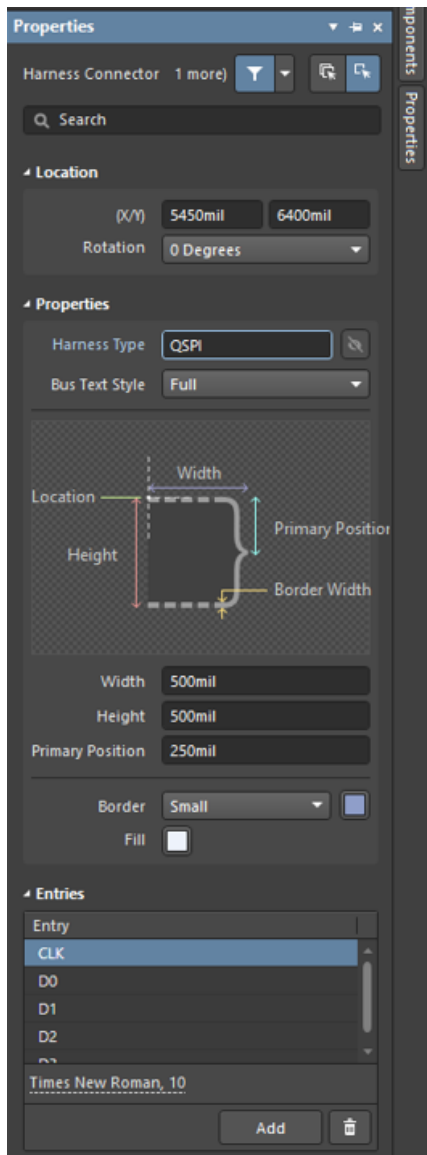 Properties
Harness Connector 1 more)
Search
Location
(X/Y) 5450mil 6400mil
Rotation 0 Degrees
Properties
Harness Type QSPI
Bus Text Style Full
Width
Location
Primary Position
Height
Border Width
Width 500mil
Height 500mil
Primary Position 250mil
Border Small
Fill
Entries
Entry
CLK
D0
D1
D2
Times New Roman, 10
Add
mponents
Properties